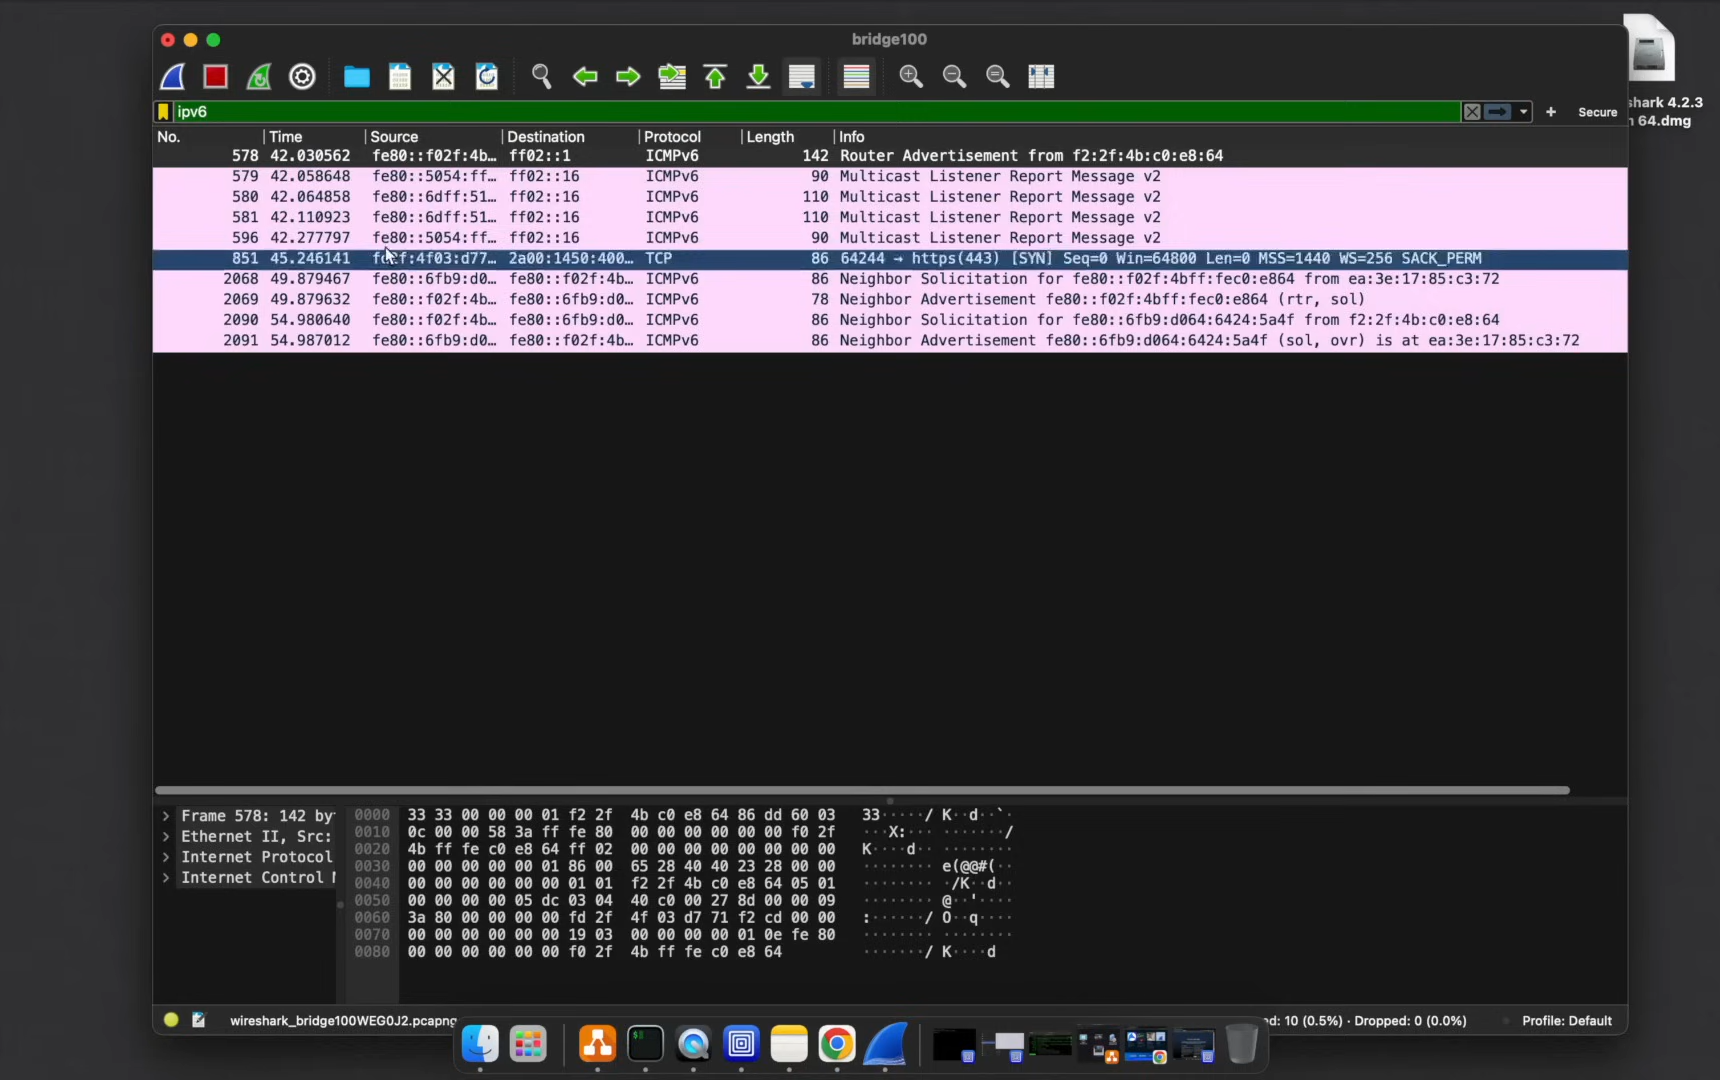 bridge100
ipv6
Secure
shark 4.2.3
n 64.dmg
No. Time Source Destination Protocol Length Info
578 42.030562 fe80::f02f:4b… ff02::1 ICMPv6 142 Router Advertisement from f2:2f:4b:c0:e8:64
579 42.058648 fe80::5054:ff… ff02::16 ICMPv6 90 Multicast Listener Report Message v2
580 42.064858 fe80::6dff:51… ff02::16 ICMPv6 110 Multicast Listener Report Message v2
581 42.110923 fe80::6dff:51… ff02::16 ICMPv6 110 Multicast Listener Report Message v2
596 42.277797 fe80::5054:ff… ff02::16 ICMPv6 90 Multicast Listener Report Message v2
851 45.246141 2a00:1450:400… TCP 86 64244 → https(443) [SYN] Seq=0 Win=64800 Len=0 MSS=1440 WS=256 SACK_PERM
2068 49.879467 fe80::6fb9:d0… fe80::f02f:4b… ICMPv6 86 Neighbor Solicitation for fe80::f02f:4bff:fec0:e864 from ea:3e:17:85:c3:72
2069 49.879632 fe80::f02f:4b… fe80::6fb9:d0… ICMPv6 78 Neighbor Advertisement fe80::f02f:4bff:fec0:e864 (rtr, sol)
2090 54.980640 fe80::f02f:4b… fe80::6fb9:d0… ICMPv6 86 Neighbor Solicitation for fe80::6fb9:d064:6424:5a4f from f2:2f:4b:c0:e8:64
2091 54.987012 fe80::6fb9:d0… fe80::f02f:4b… ICMPv6 86 Neighbor Advertisement fe80::6fb9:d064:6424:5a4f (sol, ovr) is at ea:3e:17:85:c3:72
Frame 578: 142 by
Ethernet II, Src:
Internet Protocol
Internet Control M
0000 33 33 00 00 00 01 f2 2f 4b c0 e8 64 86 dd 60 03 33·····/ K··d··`·
0010 0c 00 00 58 3a ff fe 80 00 00 00 00 00 00 f0 2f ···X:··· ·······/
0020 4b ff fe c0 e8 64 ff 02 00 00 00 00 00 00 00 00 K····d·· ········
0030 00 00 00 00 00 01 86 00 65 28 40 40 23 28 00 00 ········ e(@@#(··
0040 00 00 00 00 00 00 01 01 f2 2f 4b c0 e8 64 05 01 ········ ·/K··d··
0050 00 00 00 00 05 dc 03 04 40 c0 00 27 8d 00 00 09 ········ @··'····
0060 3a 80 00 00 00 00 fd 2f 4f 03 d7 71 f2 cd 00 00 :······/ O··q····
0070 00 00 00 00 00 00 19 03 00 00 00 00 01 0e fe 80 ········ ········
0080 00 00 00 00 00 00 f0 2f 4b ff fe c0 e8 64 ·······/ K····d
wireshark_bridge100WEG0J2.pcapng
ed: 10 (0.5%) · Dropped: 0 (0.0%)
Profile: Default